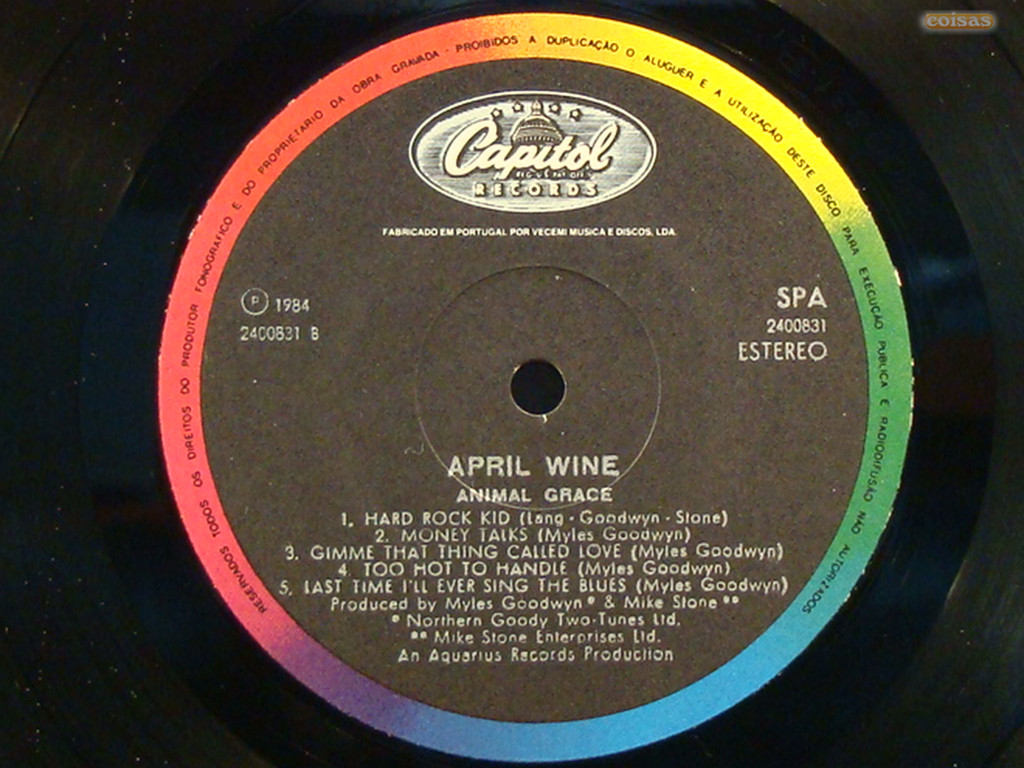 coisas
RESERVADOS TODOS OS DIREITOS DO PRODUTOR FONOGRAFICO E DO PROPRIETARIO DA OBRA GRAVADA - PROIBIDOS A DUPLICAÇÃO O ALUGUER E A UTILIZAÇÃO DESTE DISCO PARA EXECUÇÃO PUBLICA E RADIODIFUSÃO NÃO AUTORIZADOS
Capitol
RECORDS
FABRICADO EM PORTUGAL POR VECEMI MUSICA E DISCOS, LDA.
Ⓟ 1984
2400831 B
SPA
2400831
ESTEREO
APRIL WINE
ANIMAL GRACE
1. HARD ROCK KID (Lang - Goodwyn - Stone)
2. MONEY TALKS (Myles Goodwyn)
3. GIMME THAT THING CALLED LOVE (Myles Goodwyn)
4. TOO HOT TO HANDLE (Myles Goodwyn)
5. LAST TIME I'LL EVER SING THE BLUES (Myles Goodwyn)
Produced by Myles Goodwyn* & Mike Stone**
* Northern Goody Two-Tunes Ltd.
** Mike Stone Enterprises Ltd.
An Aquarius Records Production